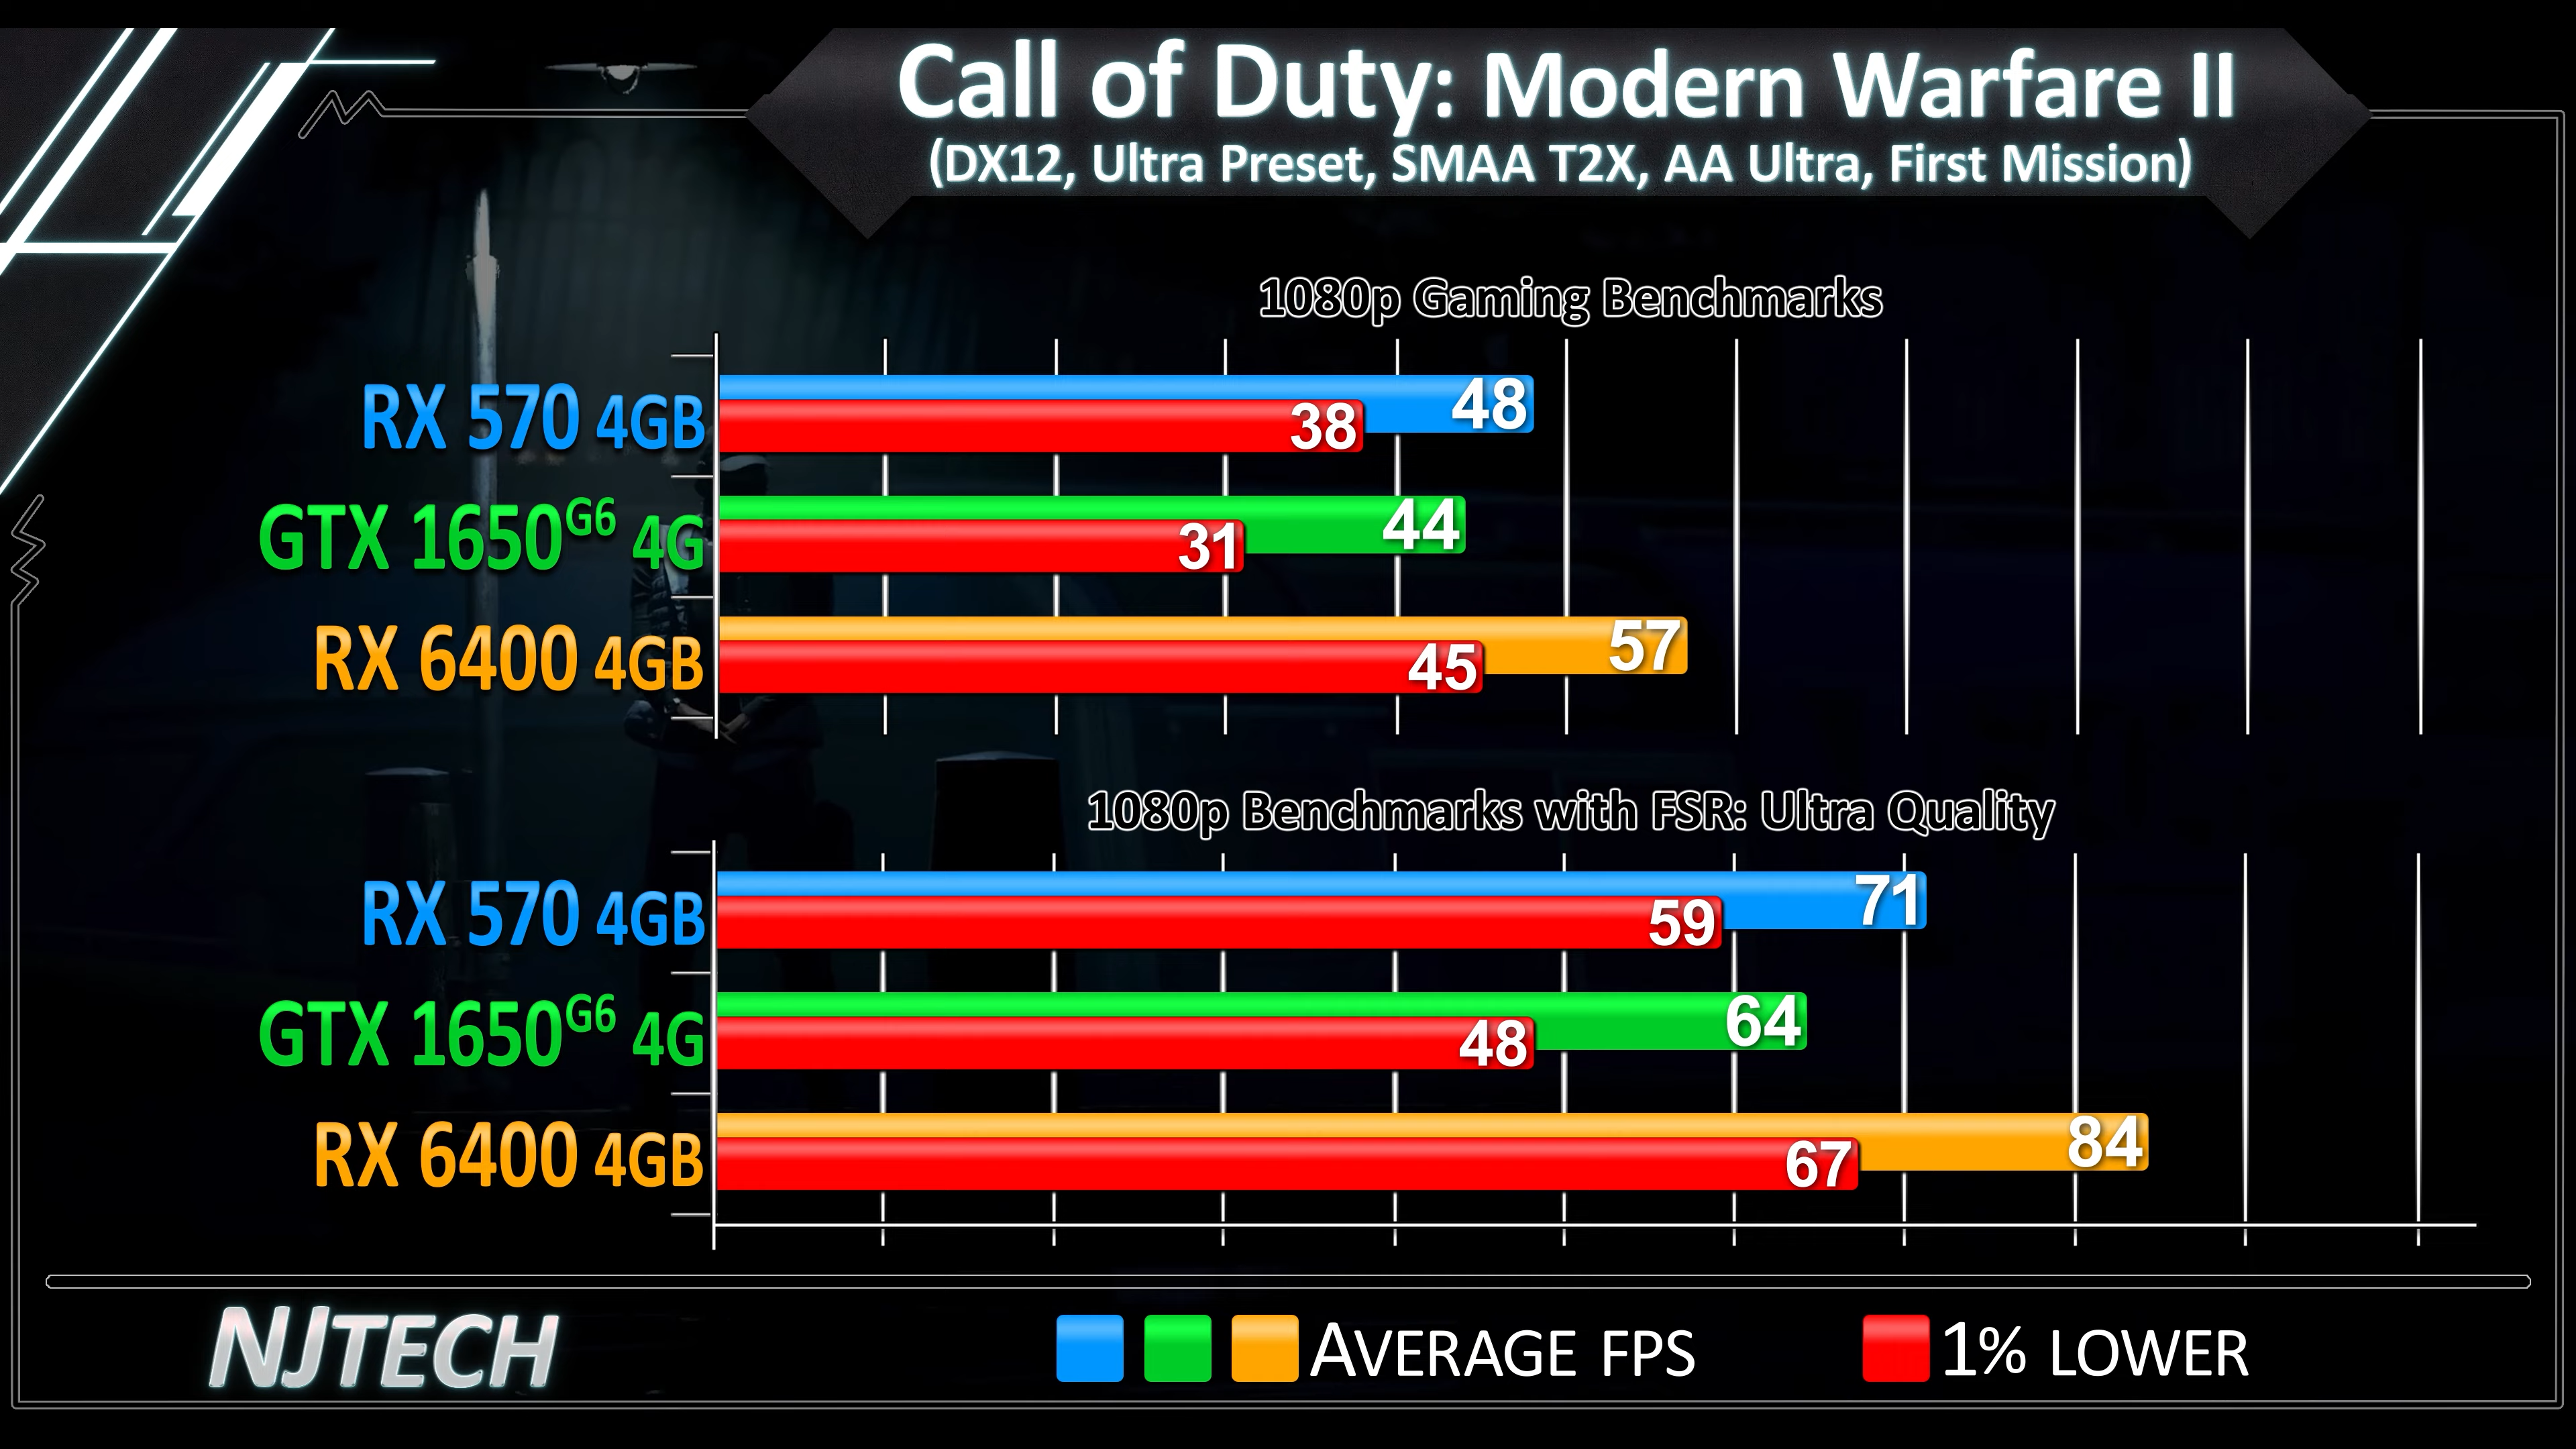 Call of Duty: Modern Warfare II
(DX12, Ultra Preset, SMAA T2X, AA Ultra, First Mission)
1080p Gaming Benchmarks
RX 570 4GB
48
38
GTX 1650G6 4G
44
31
RX 6400 4GB
57
45
1080p Benchmarks with FSR: Ultra Quality
RX 570 4GB
71
59
GTX 1650G6 4G
64
48
RX 6400 4GB
84
67
NJTECH
AVERAGE FPS
1% LOWER